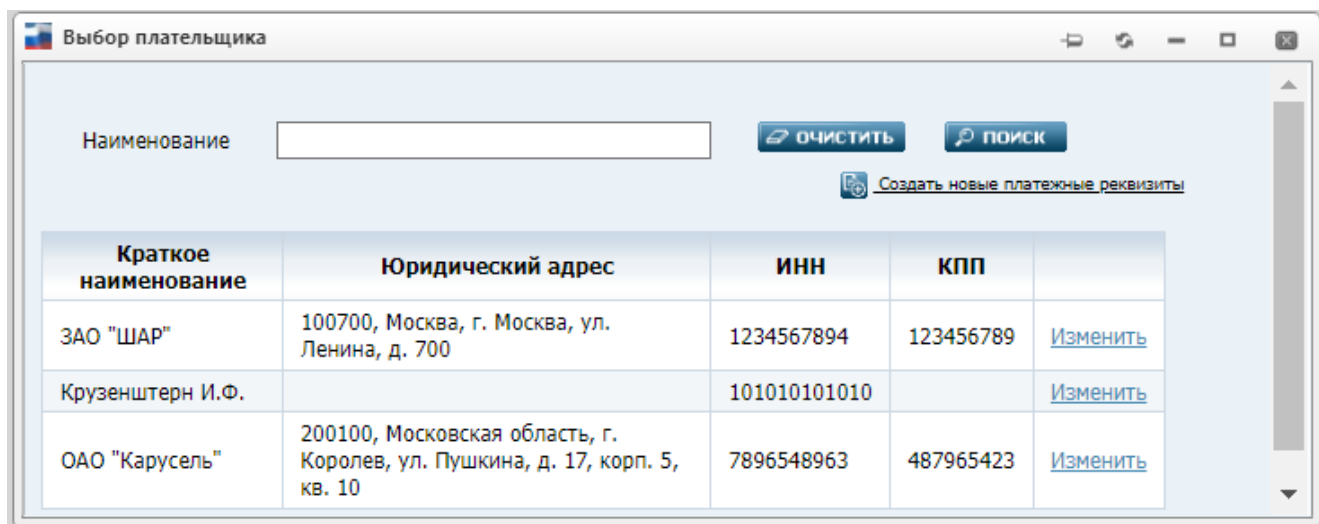 Выбор плательщика
Наименование
ОЧИСТИТЬ
ПОИСК
Создать новые платежные реквизиты
Краткое
наименование
Юридический адрес
ИНН
КПП
ЗАО "ШАР"
100700, Москва, г. Москва, ул.
Ленина, д. 700
1234567894
123456789
Изменить
Крузенштерн И.Ф.
101010101010
Изменить
ОАО "Карусель"
200100, Московская область, г.
Королев, ул. Пушкина, д. 17, корп. 5,
кв. 10
7896548963
487965423
Изменить